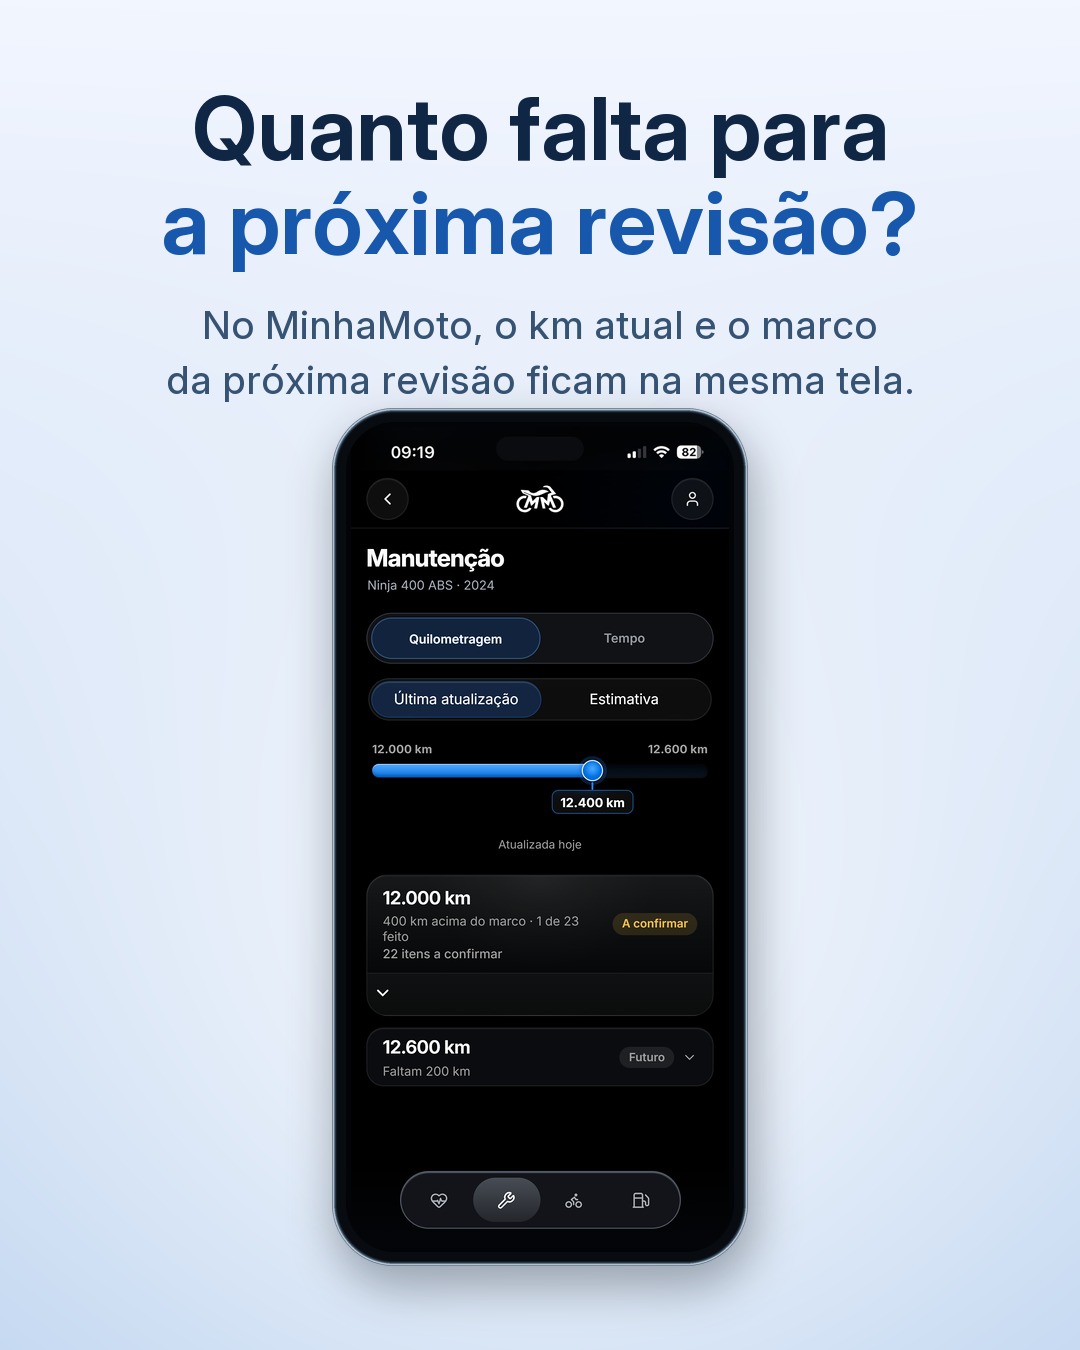 Quanto falta para
a próxima revisão?
No MinhaMoto, o km atual e o marco
da próxima revisão ficam na mesma tela.
09:19
82
MM
Manutenção
Ninja 400 ABS · 2024
Quilometragem
Tempo
Última atualização
Estimativa
12.000 km
12.600 km
12.400 km
Atualizada hoje
12.000 km
400 km acima do marco · 1 de 23
feito
22 itens a confirmar
A confirmar
12.600 km
Faltam 200 km
Futuro